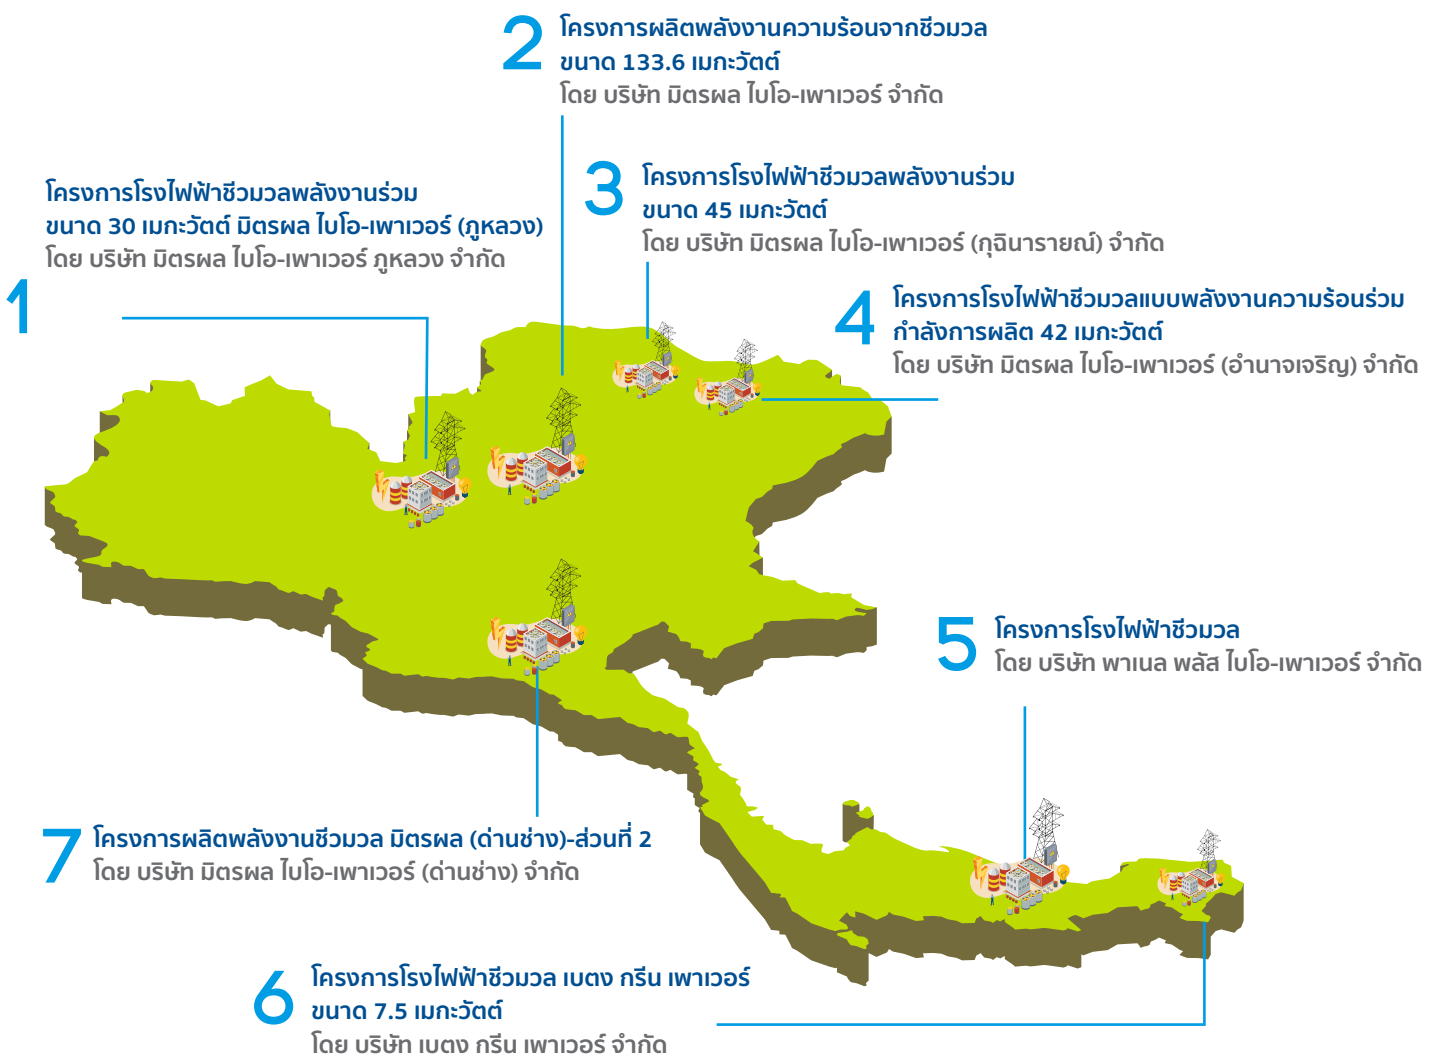 1
โครงการโรงไฟฟ้าชีวมวลพลังงานร่วม
ขนาด 30 เมกะวัตต์ มิตรผล ไบโอ-เพาเวอร์ (ภูหลวง)
โดย บริษัท มิตรผล ไบโอ-เพาเวอร์ ภูหลวง จำกัด
2
โครงการผลิตพลังงานความร้อนจากชีวมวล
ขนาด 133.6 เมกะวัตต์
โดย บริษัท มิตรผล ไบโอ-เพาเวอร์ จำกัด
3
โครงการโรงไฟฟ้าชีวมวลพลังงานร่วม
ขนาด 45 เมกะวัตต์
โดย บริษัท มิตรผล ไบโอ-เพาเวอร์ (กุฉินารายณ์) จำกัด
4
โครงการโรงไฟฟ้าชีวมวลแบบพลังงานความร้อนร่วม
กำลังการผลิต 42 เมกะวัตต์
โดย บริษัท มิตรผล ไบโอ-เพาเวอร์ (อำนาจเจริญ) จำกัด
5
โครงการโรงไฟฟ้าชีวมวล
โดย บริษัท พาเนล พลัส ไบโอ-เพาเวอร์ จำกัด
6
โครงการโรงไฟฟ้าชีวมวล เบตง กรีน เพาเวอร์
ขนาด 7.5 เมกะวัตต์
โดย บริษัท เบตง กรีน เพาเวอร์ จำกัด
7
โครงการผลิตพลังงานชีวมวล มิตรผล (ด่านช่าง)-ส่วนที่ 2
โดย บริษัท มิตรผล ไบโอ-เพาเวอร์ (ด่านช่าง) จำกัด